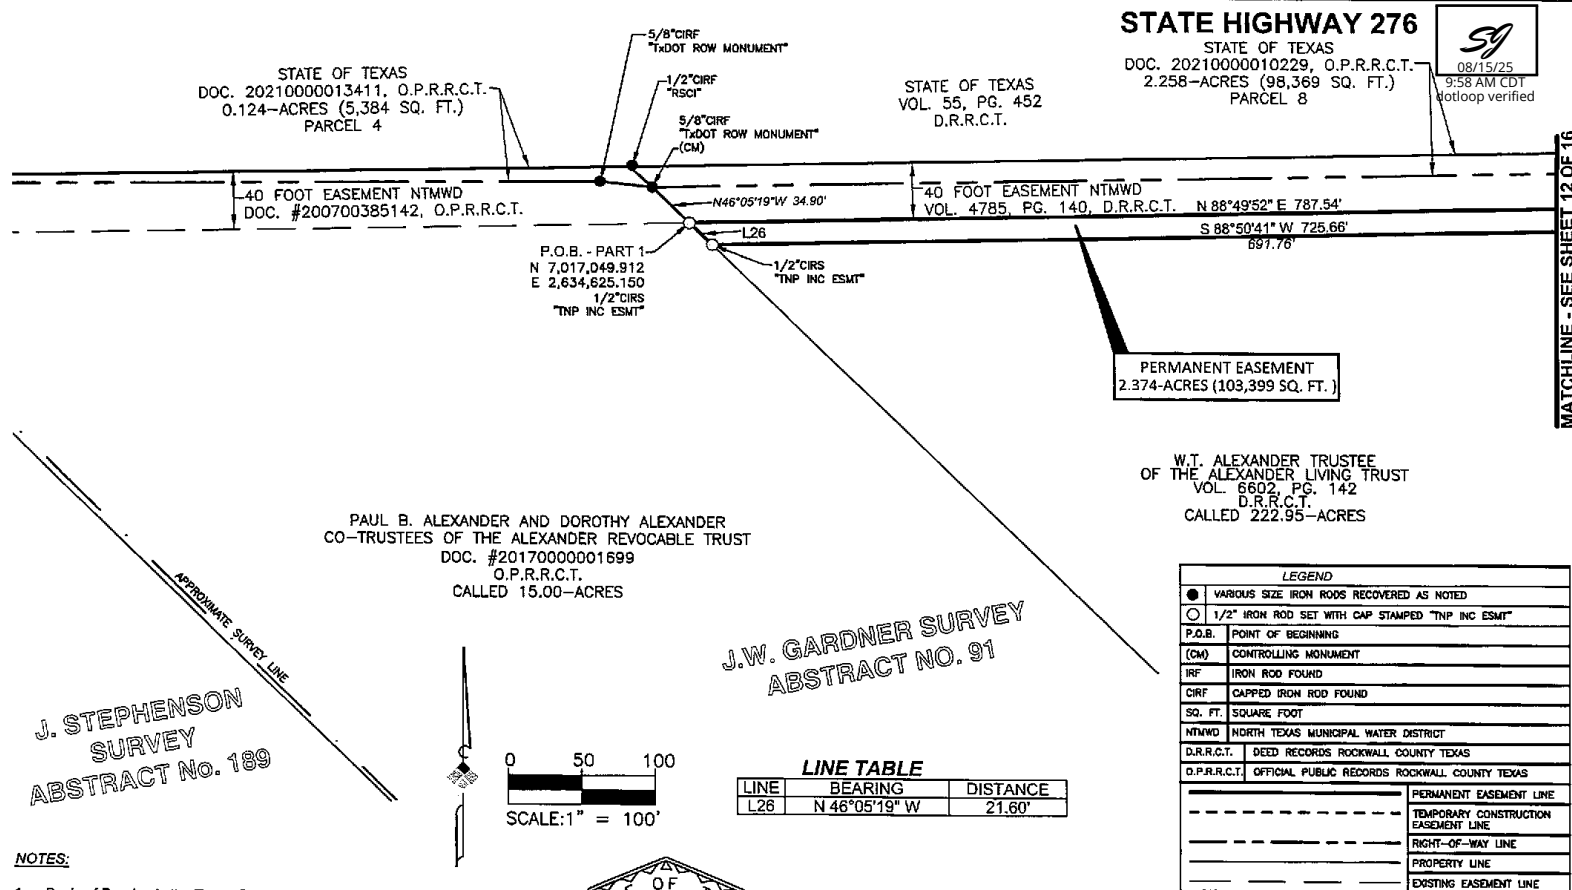 STATE HIGHWAY 276
STATE OF TEXAS
DOC. 20210000010229, O.P.R.R.C.T.
2.258-ACRES (98,369 SQ. FT.)
PARCEL 8
SJ
08/15/25
9:58 AM CDT
dotloop verified
5/8"CIRF
"TxDOT ROW MONUMENT"
STATE OF TEXAS
DOC. 20210000013411, O.P.R.R.C.T.
0.124-ACRES (5,384 SQ. FT.)
PARCEL 4
1/2"CIRF
"RSCI"
5/8"CIRF
"TxDOT ROW MONUMENT"
(CM)
STATE OF TEXAS
VOL. 55, PG. 452
D.R.R.C.T.
40 FOOT EASEMENT NTMWD
DOC. #200700385142, O.P.R.R.C.T.
N46°05'19"W 34.90'
40 FOOT EASEMENT NTMWD
VOL. 4785, PG. 140, D.R.R.C.T.
N 88°49'52" E 787.54'
S 88°50'41" W 725.66'
691.76'
L26
P.O.B. - PART 1
N 7,017,049.912
E 2,634,625.150
1/2"CIRS
"TNP INC ESMT"
1/2"CIRS
"TNP INC ESMT"
MATCHLINE - SEE SHEET 12 OF 16
PERMANENT EASEMENT
2.374-ACRES (103,399 SQ. FT. )
W.T. ALEXANDER TRUSTEE
OF THE ALEXANDER LIVING TRUST
VOL. 6602, PG. 142
D.R.R.C.T.
CALLED 222.95-ACRES
PAUL B. ALEXANDER AND DOROTHY ALEXANDER
CO-TRUSTEES OF THE ALEXANDER REVOCABLE TRUST
DOC. #20170000001699
O.P.R.R.C.T.
CALLED 15.00-ACRES
APPROXIMATE SURVEY LINE
J.W. GARDNER SURVEY
ABSTRACT NO. 91
J. STEPHENSON
SURVEY
ABSTRACT No. 189
0 50 100
SCALE:1" = 100'
LINE TABLE
LINE BEARING DISTANCE
L26 N 46°05'19" W 21.60'
LEGEND
VARIOUS SIZE IRON RODS RECOVERED AS NOTED
1/2" IRON ROD SET WITH CAP STAMPED "TNP INC ESMT"
P.O.B. POINT OF BEGINNING
(CM) CONTROLLING MONUMENT
IRF IRON ROD FOUND
CIRF CAPPED IRON ROD FOUND
SQ. FT. SQUARE FOOT
NTMWD NORTH TEXAS MUNICIPAL WATER DISTRICT
D.R.R.C.T. DEED RECORDS ROCKWALL COUNTY TEXAS
O.P.R.R.C.T. OFFICIAL PUBLIC RECORDS ROCKWALL COUNTY TEXAS
PERMANENT EASEMENT LINE
TEMPORARY CONSTRUCTION
EASEMENT LINE
RIGHT-OF-WAY LINE
PROPERTY LINE
EXISTING EASEMENT LINE
NOTES:
OF